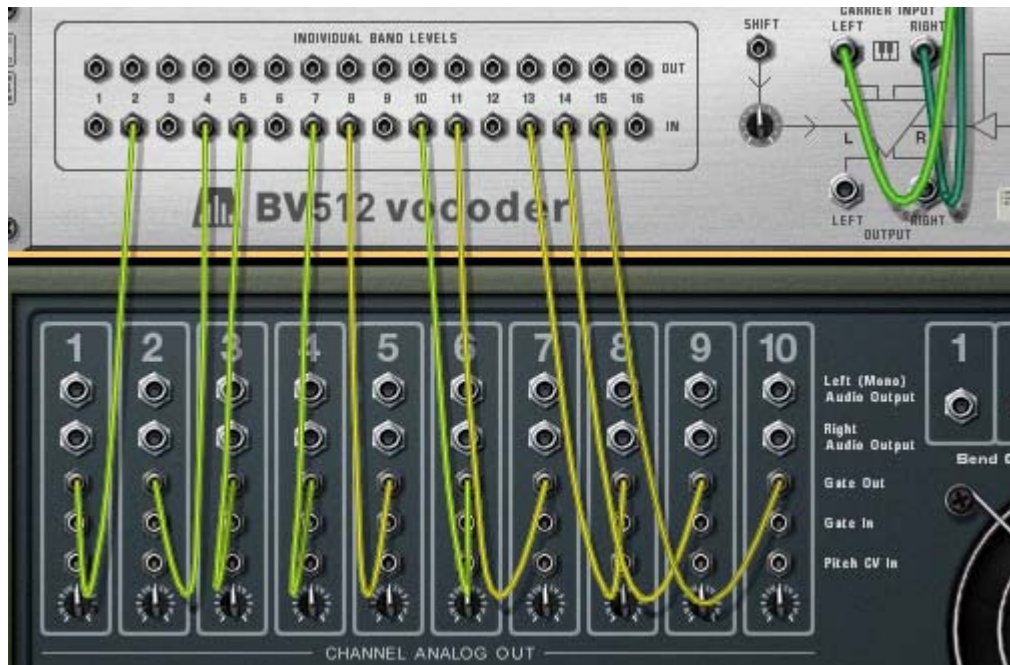 CARRIER INPUT
SHIFT LEFT RIGHT
INDIVIDUAL BAND LEVELS
OUT
1 2 3 4 5 6 7 8 9 10 11 12 13 14 15 16
IN
L R
BV512 vocoder
LEFT RIGHT
OUTPUT
1 2 3 4 5 6 7 8 9 10 1
Left (Mono)
Audio Output
Right
Audio Output
Bend
Gate Out
Gate In
Pitch CV In
CHANNEL ANALOG OUT